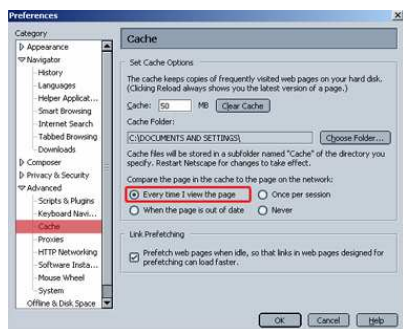 Preferences
Category
Appearance
Navigator
History
Languages
Helper Applicat...
Smart Browsing
Internet Search
Tabbed Browsing
Downloads
Composer
Privacy & Security
Advanced
Scripts & Plugins
Keyboard Navi...
Cache
Proxies
HTTP Networking
Software Insta...
Mouse Wheel
System
Offline & Disk Space
Cache
Set Cache Options
The cache keeps copies of frequently visited web pages on your hard disk.
(Clicking Reload always shows you the latest version of a page.)
Cache: 50 MB Clear Cache
Cache Folder:
C:\DOCUMENTS AND SETTINGS\ Choose Folder...
Cache files will be stored in a subfolder named "Cache" of the directory you
specify. Restart Netscape for changes to take effect.
Compare the page in the cache to the page on the network:
Every time I view the page Once per session
When the page is out of date Never
Link Prefetching
Prefetch web pages when idle, so that links in web pages designed for
prefetching can load faster.
OK Cancel Help